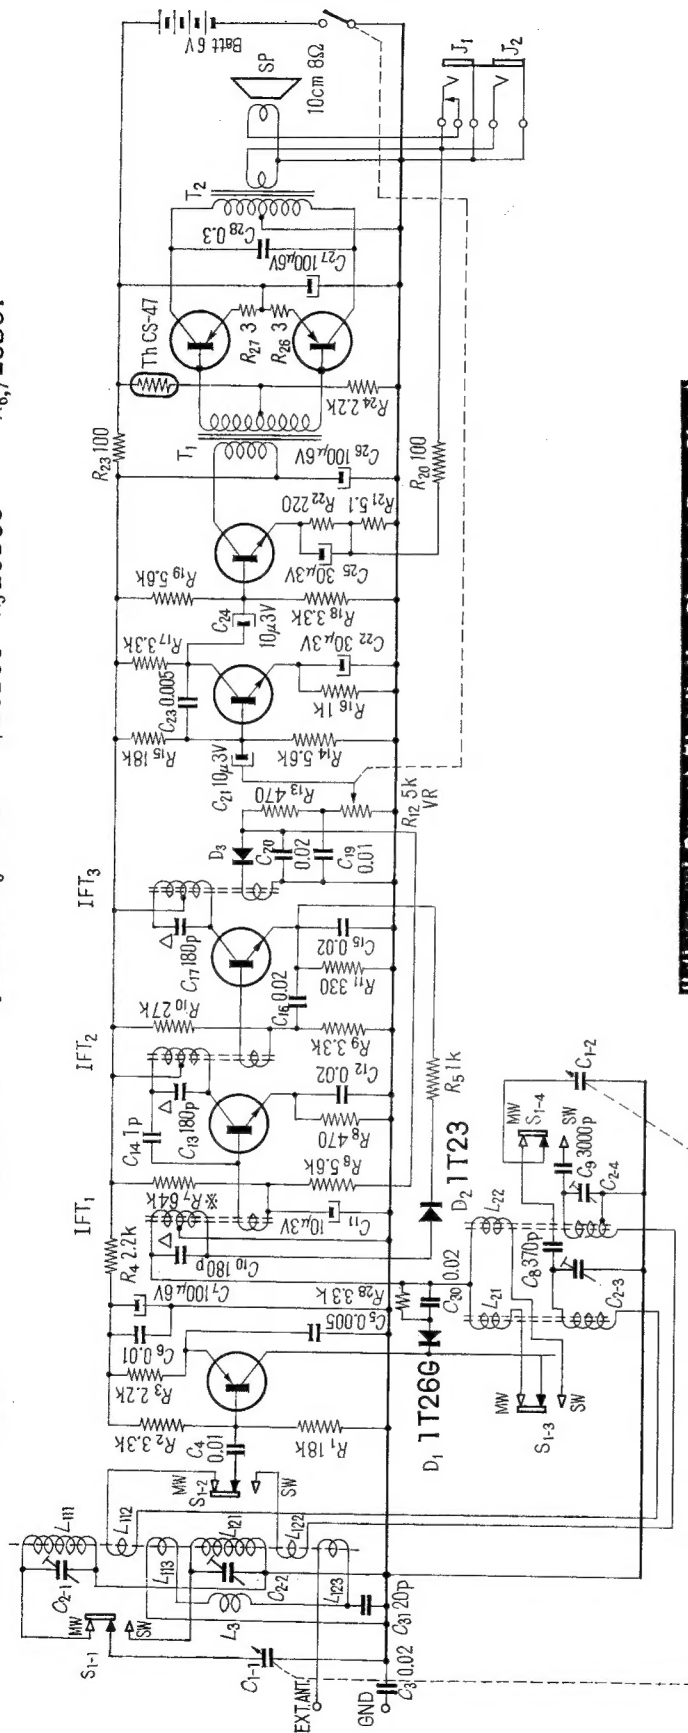 Batt 6V
SP
10cm 8Ω
J1
J2
T2
C28 0.3
C27 100μ6V
R27 3
R26 3
Th CS-47
R24 2.2k
R23 100
T1
C26 100μ6V
R20 100
R22 220
R21 5.1
C25 30μ3V
R19 5.6k
R18 3.3k
C24 10μ3V
R17 3.3k
C22 30μ3V
C23 0.005
R16 1k
R15 18k
R14 5.6k
C21 10μ3V
R13 470
R12 5k
VR
D3
C20 0.02
C19 0.01
IFT3
C17 180p
C15 0.02
R11 330
C16 0.02
R10 27k
R9 3.3k
IFT2
C13 180p
C12 0.02
R8 470
C14 1p
R8 5.6k
R5 1k
※R7 64k
C11 10μ3V
D2 1T23
IFT1
C10 180p
R4 2.2k
R28 3.3k
C30 0.02
C7 100μ6V
C6 0.01
C5 0.005
D1 1T26G
R3 2.2k
R2 3.3k
C4 0.01
R1 18k
S1-2
MW
SW
L111
L112
L113
L121
L122
L123
C2-1
C2-2
L3
S1-1
MW
SW
C1-1
C31 20p
C3 0.02
EXT.ANT.
GND
C1-2
MW
S1-4
SW
C9 3000p
C2-4
L22
C8 370p
C2-3
L21
MW
S1-3
SW